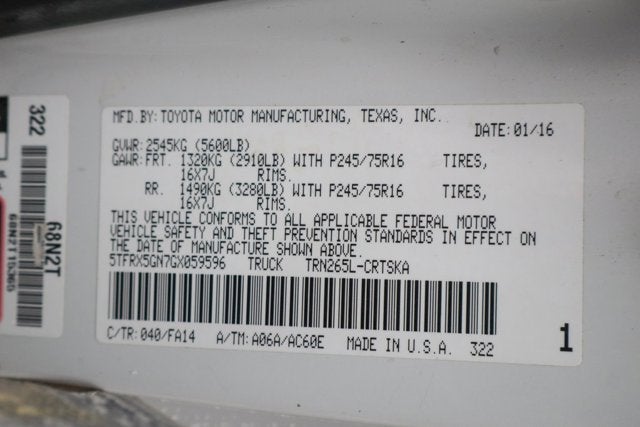 MFD.BY:TOYOTA MOTOR MANUFACTURING, TEXAS, INC.
DATE:01/16
GVWR:2545KG (5600LB)
GAWR:FRT. 1320KG (2910LB) WITH P245/75R16 TIRES,
16X7J RIMS.
RR. 1490KG (3280LB) WITH P245/75R16 TIRES,
16X7J RIMS.
THIS VEHICLE CONFORMS TO ALL APPLICABLE FEDERAL MOTOR
VEHICLE SAFETY AND THEFT PREVENTION STANDARDS IN EFFECT ON
THE DATE OF MANUFACTURE SHOWN ABOVE.
5TFRX5GN7GX059596 TRUCK TRN265L-CRTSKA
C/TR:040/FA14 A/TM:A06A/AC60E MADE IN U.S.A. 322
1
322
68N2T